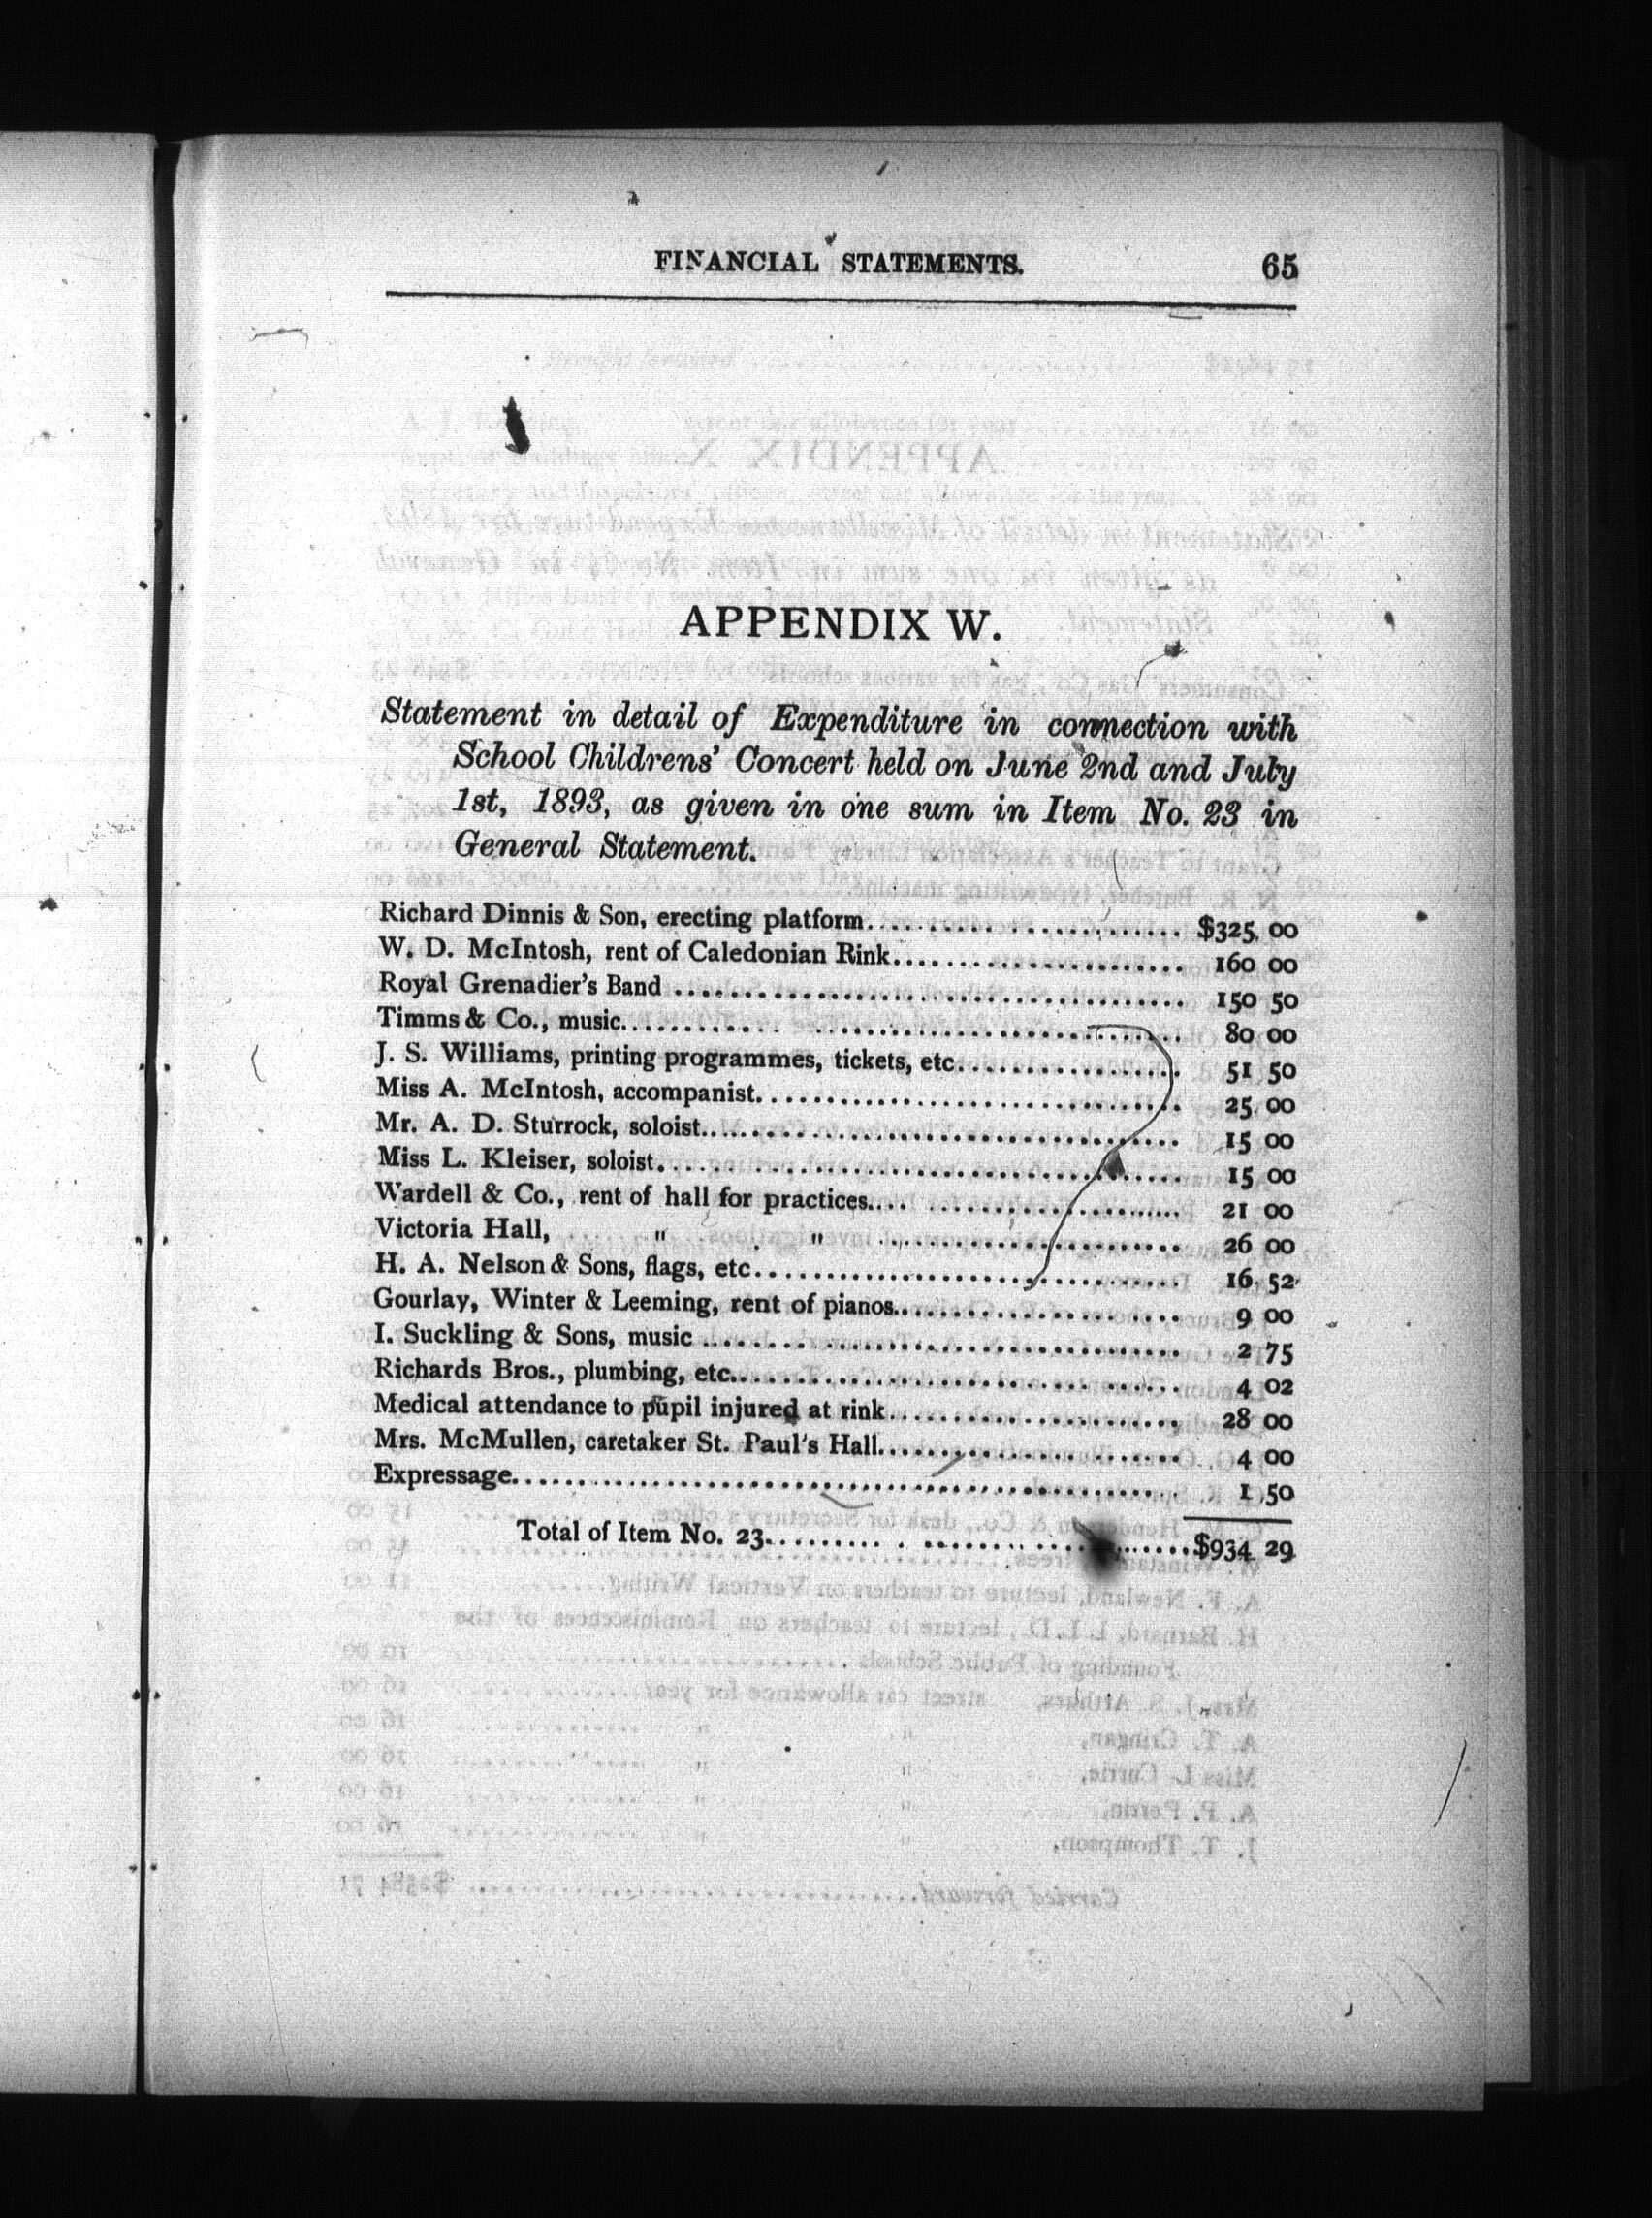 FINANCIAL STATEMENTS. 65
APPENDIX W.
Statement in detail of Expenditure in connection with
School Childrens' Concert held on June 2nd and July
1st, 1893, as given in one sum in Item No. 23 in
General Statement.
Richard Dinnis & Son, erecting platform.......................... $325 00
W. D. McIntosh, rent of Caledonian Rink........................ 160 00
Royal Grenadier's Band ........................................ 150 50
Timms & Co., music............................................ 80 00
J. S. Williams, printing programmes, tickets, etc.................. 51 50
Miss A. McIntosh, accompanist.................................. 25 00
Mr. A. D. Sturrock, soloist...................................... 15 00
Miss L. Kleiser, soloist.......................................... 15 00
Wardell & Co., rent of hall for practices.... ..................... 21 00
Victoria Hall, " " ........................ 26 00
H. A. Nelson & Sons, flags, etc.................................. 16 52
Gourlay, Winter & Leeming, rent of pianos....................... 9 00
I. Suckling & Sons, music ...................................... 2 75
Richards Bros., plumbing, etc.................................... 4 02
Medical attendance to pupil injured at rink........................ 28 00
Mrs. McMullen, caretaker St. Paul's Hall......................... 4 00
Expressage..................................................... 1 50
Total of Item No. 23......... . ......................$934 29